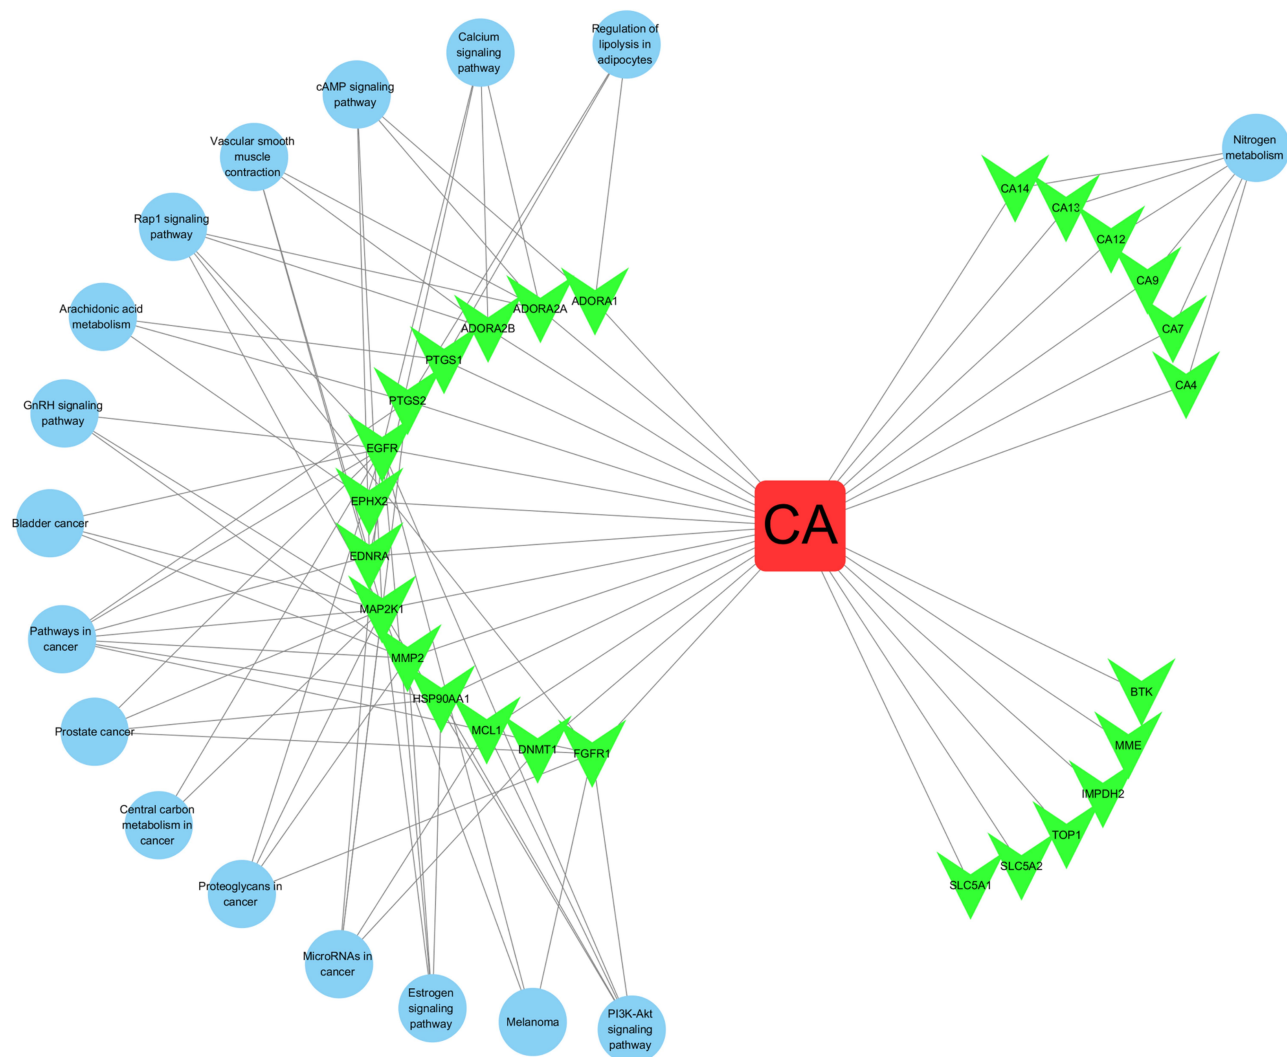 Calcium
signaling
pathway
Regulation of
lipolysis in
adipocytes
cAMP signaling
pathway
Vascular smooth
muscle
contraction
Nitrogen
metabolism
Rap1 signaling
pathway
Arachidonic acid
metabolism
GnRH signaling
pathway
Bladder cancer
Pathways in
cancer
Prostate cancer
Central carbon
metabolism in
cancer
Proteoglycans in
cancer
MicroRNAs in
cancer
Estrogen
signaling
pathway
Melanoma
PI3K-Akt
signaling
pathway
ADORA1
ADORA2A
ADORA2B
PTGS1
PTGS2
EGFR
EPHX2
EDNRA
MAP2K1
MMP2
HSP90AA1
MCL1
DNMT1
FGFR1
CA
CA14
CA13
CA12
CA9
CA7
CA4
BTK
MME
IMPDH2
TOP1
SLC5A2
SLC5A1